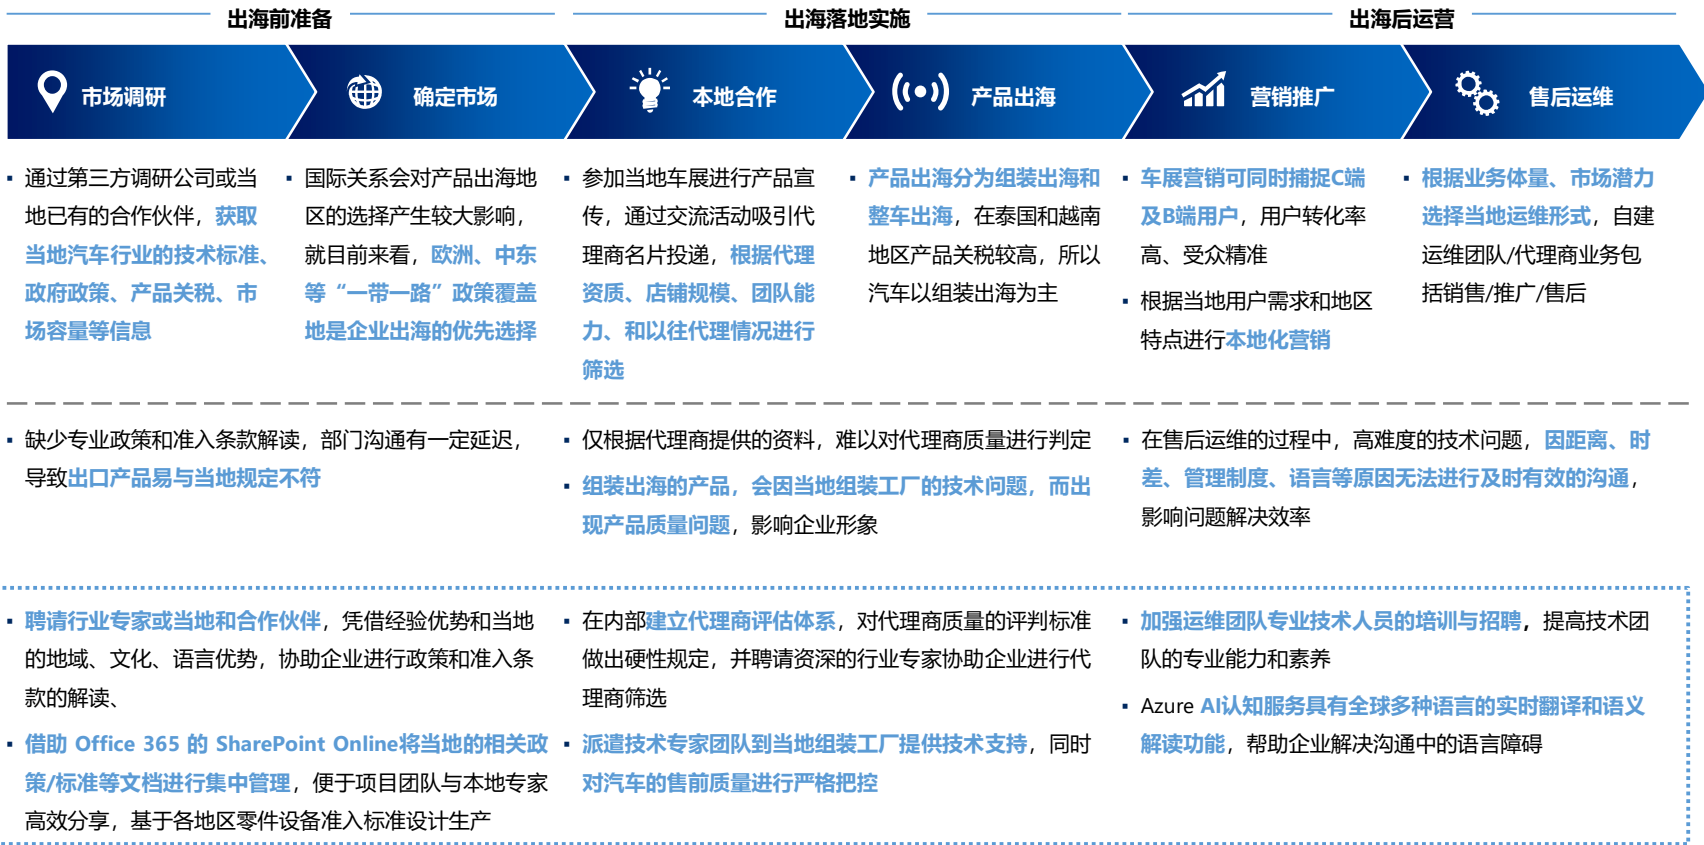 出海前准备
出海落地实施
出海后运营
市场调研
确定市场
本地合作
产品出海
营销推广
售后运维
▪ 通过第三方调研公司或当
地已有的合作伙伴，获取
当地汽车行业的技术标准、
政府政策、产品关税、市
场容量等信息
▪ 国际关系会对产品出海地
区的选择产生较大影响，
就目前来看，欧洲、中东
等“一带一路”政策覆盖
地是企业出海的优先选择
▪ 参加当地车展进行产品宣
传，通过交流活动吸引代
理商名片投递，根据代理
资质、店铺规模、团队能
力、和以往代理情况进行
筛选
▪ 产品出海分为组装出海和
整车出海，在泰国和越南
地区产品关税较高，所以
汽车以组装出海为主
▪ 车展营销可同时捕捉C端
及B端用户，用户转化率
高、受众精准
▪ 根据当地用户需求和地区
特点进行本地化营销
▪ 根据业务体量、市场潜力
选择当地运维形式，自建
运维团队/代理商业务包
括销售/推广/售后
▪ 缺少专业政策和准入条款解读，部门沟通有一定延迟，
导致出口产品易与当地规定不符
▪ 仅根据代理商提供的资料，难以对代理商质量进行判定
▪ 组装出海的产品，会因当地组装工厂的技术问题，而出
现产品质量问题，影响企业形象
▪ 在售后运维的过程中，高难度的技术问题，因距离、时
差、管理制度、语言等原因无法进行及时有效的沟通，
影响问题解决效率
▪ 聘请行业专家或当地和合作伙伴，凭借经验优势和当地
的地域、文化、语言优势，协助企业进行政策和准入条
款的解读、
▪ 借助 Office 365 的 SharePoint Online将当地的相关政
策/标准等文档进行集中管理，便于项目团队与本地专家
高效分享，基于各地区零件设备准入标准设计生产
▪ 在内部建立代理商评估体系，对代理商质量的评判标准
做出硬性规定，并聘请资深的行业专家协助企业进行代
理商筛选
▪ 派遣技术专家团队到当地组装工厂提供技术支持，同时
对汽车的售前质量进行严格把控
▪ 加强运维团队专业技术人员的培训与招聘，提高技术团
队的专业能力和素养
▪ Azure AI认知服务具有全球多种语言的实时翻译和语义
解读功能，帮助企业解决沟通中的语言障碍